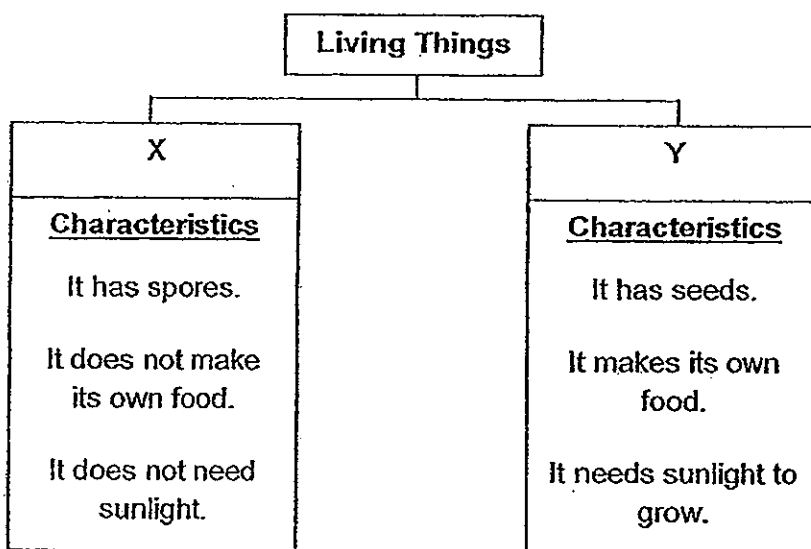 Living Things
X
Characteristics
It has spores.
It does not make
its own food.
It does not need
sunlight.
Y
Characteristics
It has seeds.
It makes its own
food.
It needs sunlight to
grow.